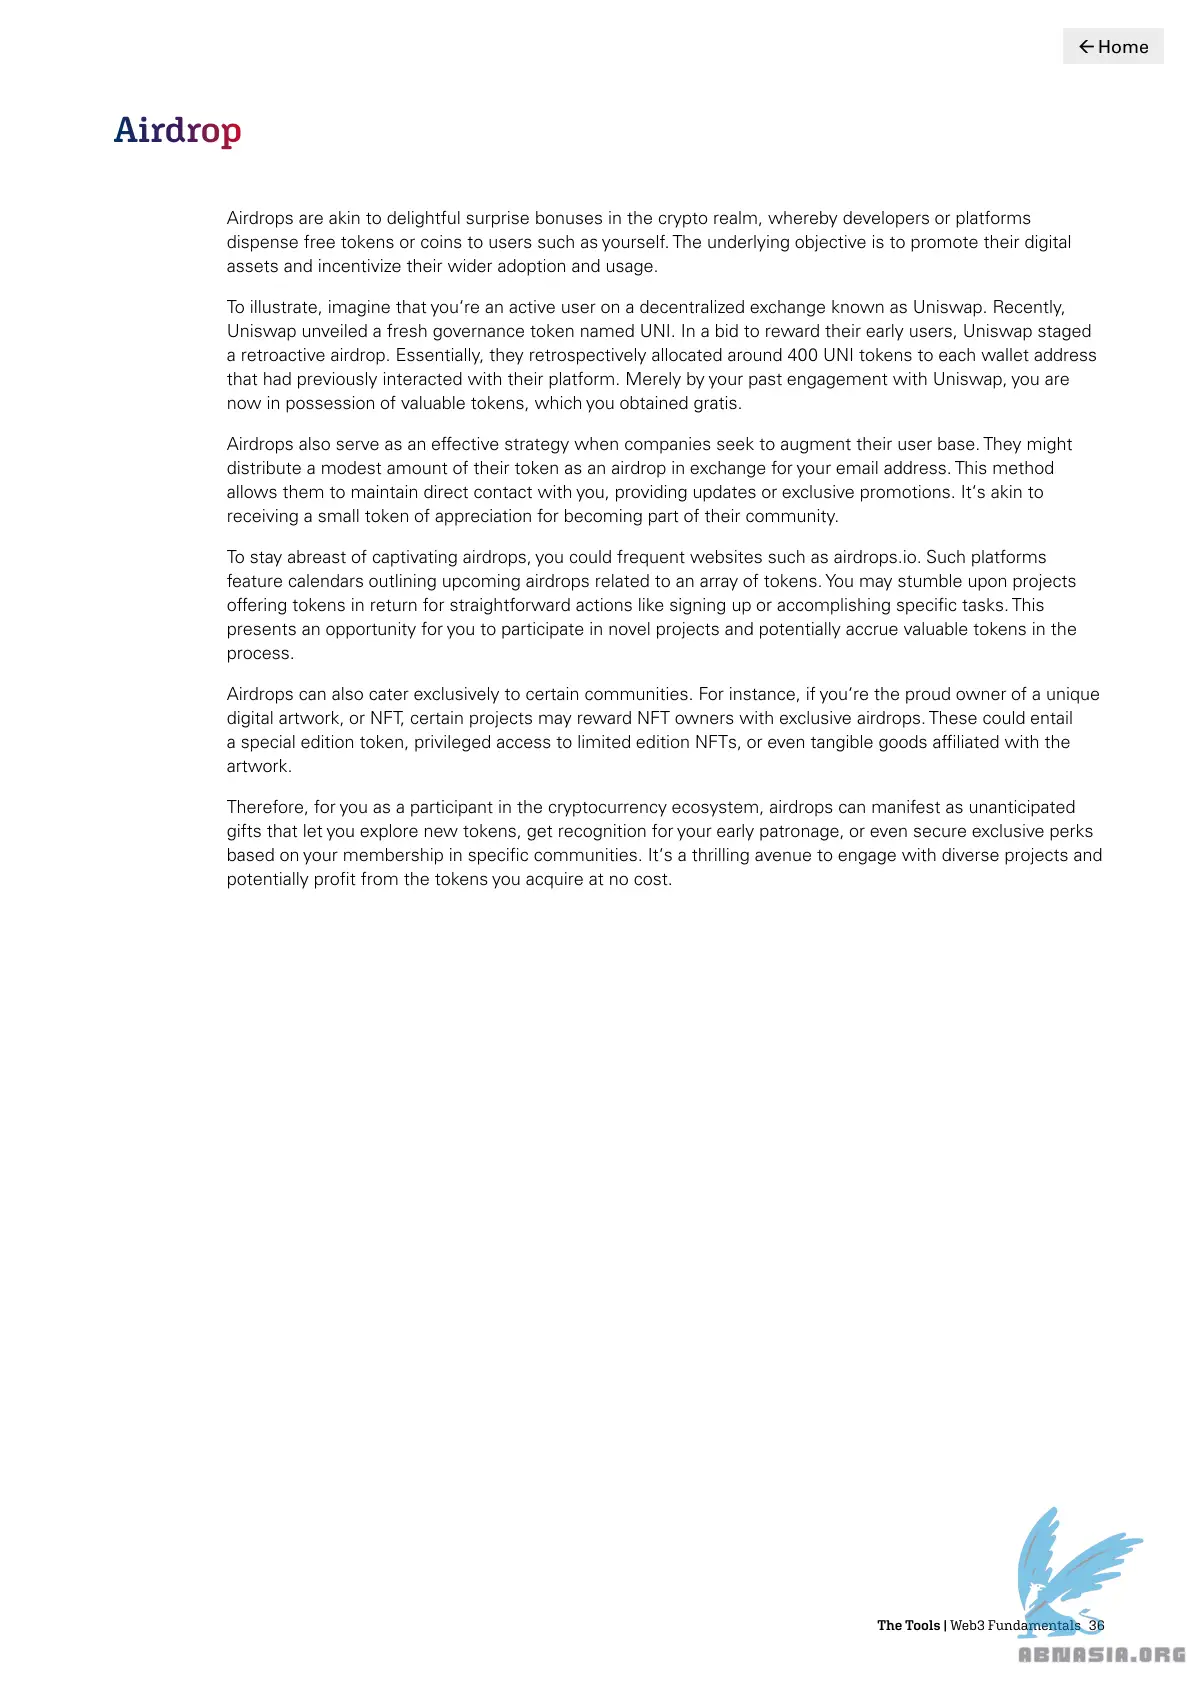 ← Home
Airdrop
Airdrops are akin to delightful surprise bonuses in the crypto realm, whereby developers or platforms
dispense free tokens or coins to users such as yourself. The underlying objective is to promote their digital
assets and incentivize their wider adoption and usage.
To illustrate, imagine that you’re an active user on a decentralized exchange known as Uniswap. Recently,
Uniswap unveiled a fresh governance token named UNI. In a bid to reward their early users, Uniswap staged
a retroactive airdrop. Essentially, they retrospectively allocated around 400 UNI tokens to each wallet address
that had previously interacted with their platform. Merely by your past engagement with Uniswap, you are
now in possession of valuable tokens, which you obtained gratis.
Airdrops also serve as an effective strategy when companies seek to augment their user base. They might
distribute a modest amount of their token as an airdrop in exchange for your email address. This method
allows them to maintain direct contact with you, providing updates or exclusive promotions. It‘s akin to
receiving a small token of appreciation for becoming part of their community.
To stay abreast of captivating airdrops, you could frequent websites such as airdrops.io. Such platforms
feature calendars outlining upcoming airdrops related to an array of tokens. You may stumble upon projects
offering tokens in return for straightforward actions like signing up or accomplishing specific tasks. This
presents an opportunity for you to participate in novel projects and potentially accrue valuable tokens in the
process.
Airdrops can also cater exclusively to certain communities. For instance, if you’re the proud owner of a unique
digital artwork, or NFT, certain projects may reward NFT owners with exclusive airdrops. These could entail
a special edition token, privileged access to limited edition NFTs, or even tangible goods affiliated with the
artwork.
Therefore, for you as a participant in the cryptocurrency ecosystem, airdrops can manifest as unanticipated
gifts that let you explore new tokens, get recognition for your early patronage, or even secure exclusive perks
based on your membership in specific communities. It’s a thrilling avenue to engage with diverse projects and
potentially profit from the tokens you acquire at no cost.
The Tools | Web3 Fundamentals 36
ABNASIA.ORG